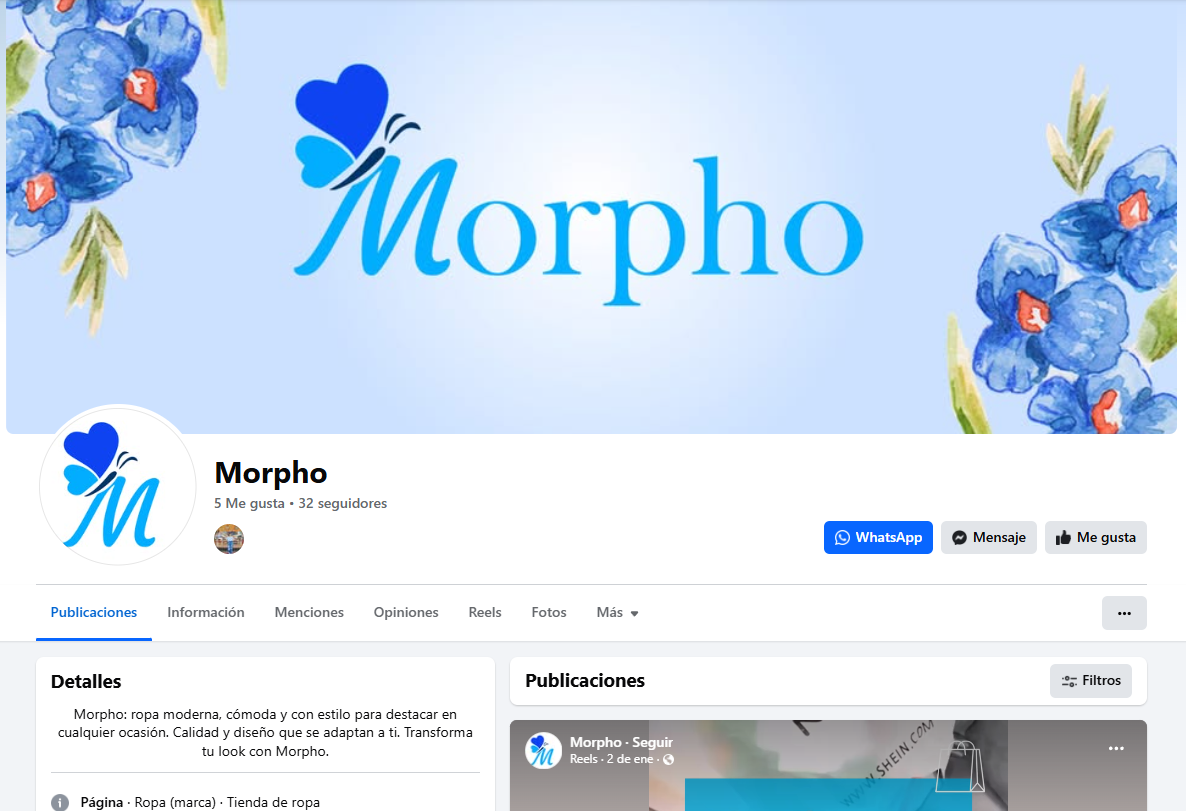 Morpho
Morpho
5 Me gusta • 32 seguidores
WhatsApp
Mensaje
Me gusta
Publicaciones
Información
Menciones
Opiniones
Reels
Fotos
Más
Detalles
Morpho: ropa moderna, cómoda y con estilo para destacar en
cualquier ocasión. Calidad y diseño que se adaptan a ti. Transforma
tu look con Morpho.
Página · Ropa (marca) · Tienda de ropa
Publicaciones
Filtros
Morpho · Seguir
Reels · 2 de ene ·
WWW.SHEIN.COM